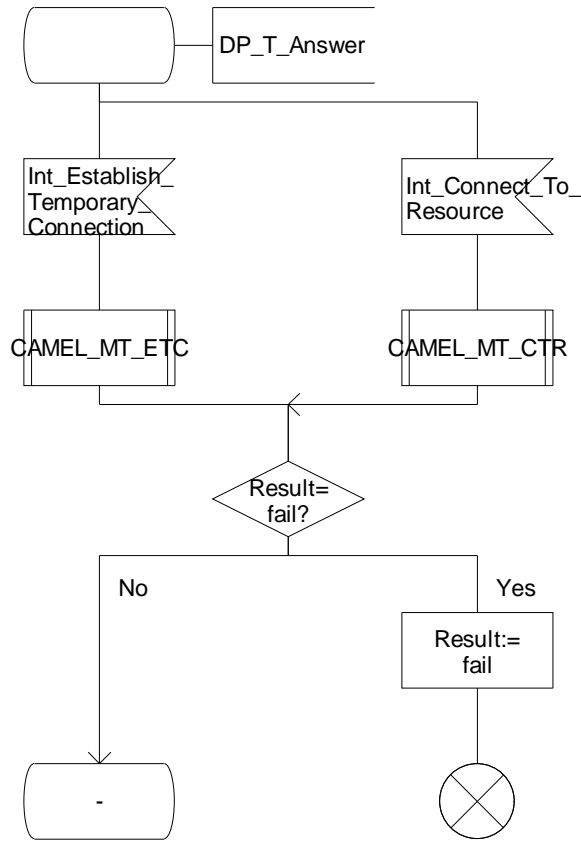 DP_T_Answer
Int_Establish_
Temporary_
Connection
Int_Connect_To_
Resource
CAMEL_MT_ETC
CAMEL_MT_CTR
Result=
fail?
No
Yes
Result:=
fail
-